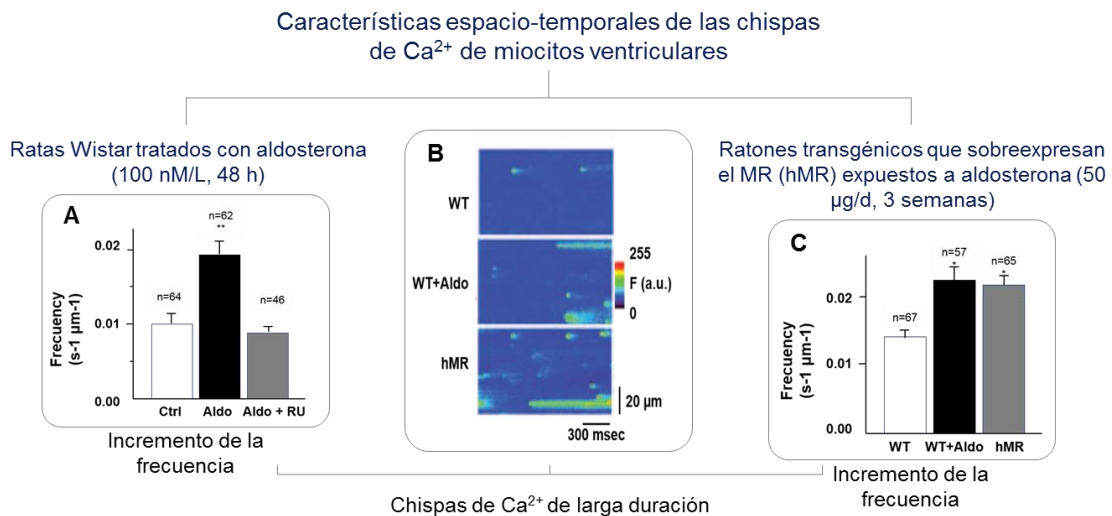 Características espacio-temporales de las chispas
de Ca²⁺ de miocitos ventriculares
Ratas Wistar tratados con aldosterona
(100 nM/L, 48 h)
A
n=62
**
0.02
n=64
n=46
0.01
Frecuency
(s-1 µm-1)
0.00
Ctrl Aldo Aldo + RU
Incremento de la
frecuencia
B
WT
WT+Aldo
255
F (a.u.)
0
hMR
20 µm
300 msec
Chispas de Ca²⁺ de larga duración
Ratones transgénicos que sobreexpresan
el MR (hMR) expuestos a aldosterona (50
µg/d, 3 semanas)
C
n=57
*
n=65
*
0.02
n=67
0.01
Frecuency
(s-1 µm-1)
0.00
WT WT+Aldo hMR
Incremento de la
frecuencia